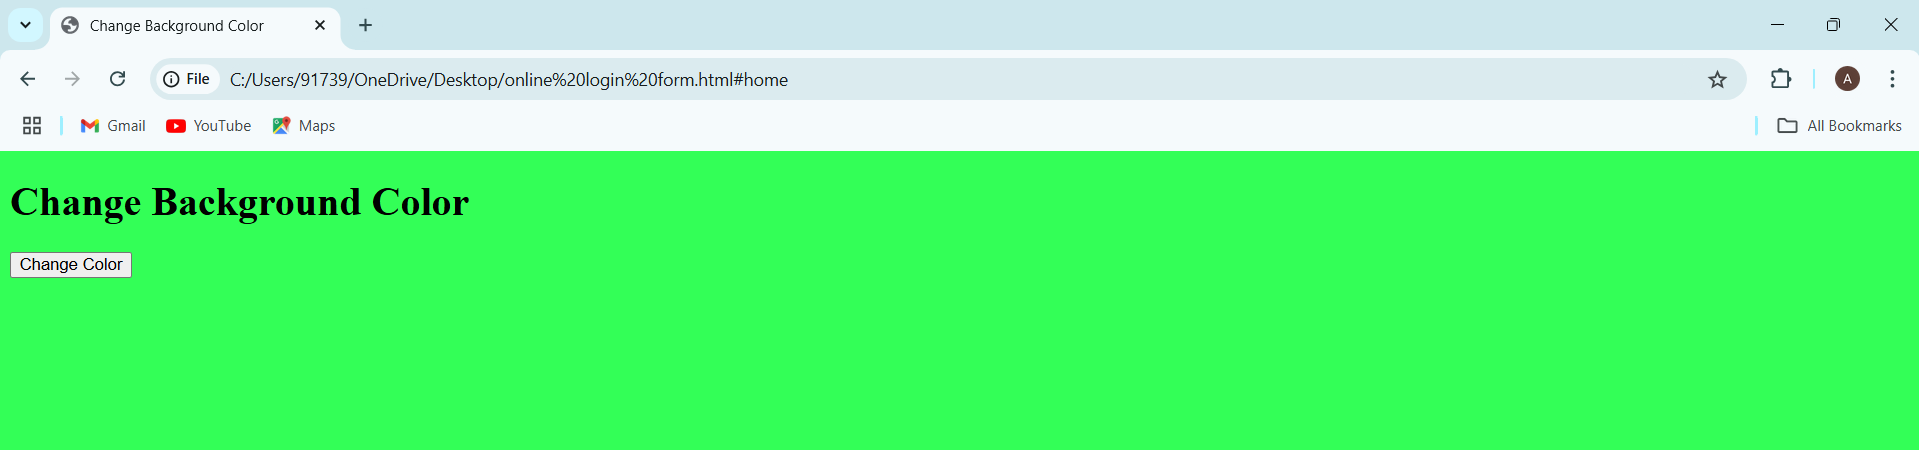 Change Background Color
File C:/Users/91739/OneDrive/Desktop/online%20login%20form.html#home
A
Gmail YouTube Maps All Bookmarks
Change Background Color
Change Color